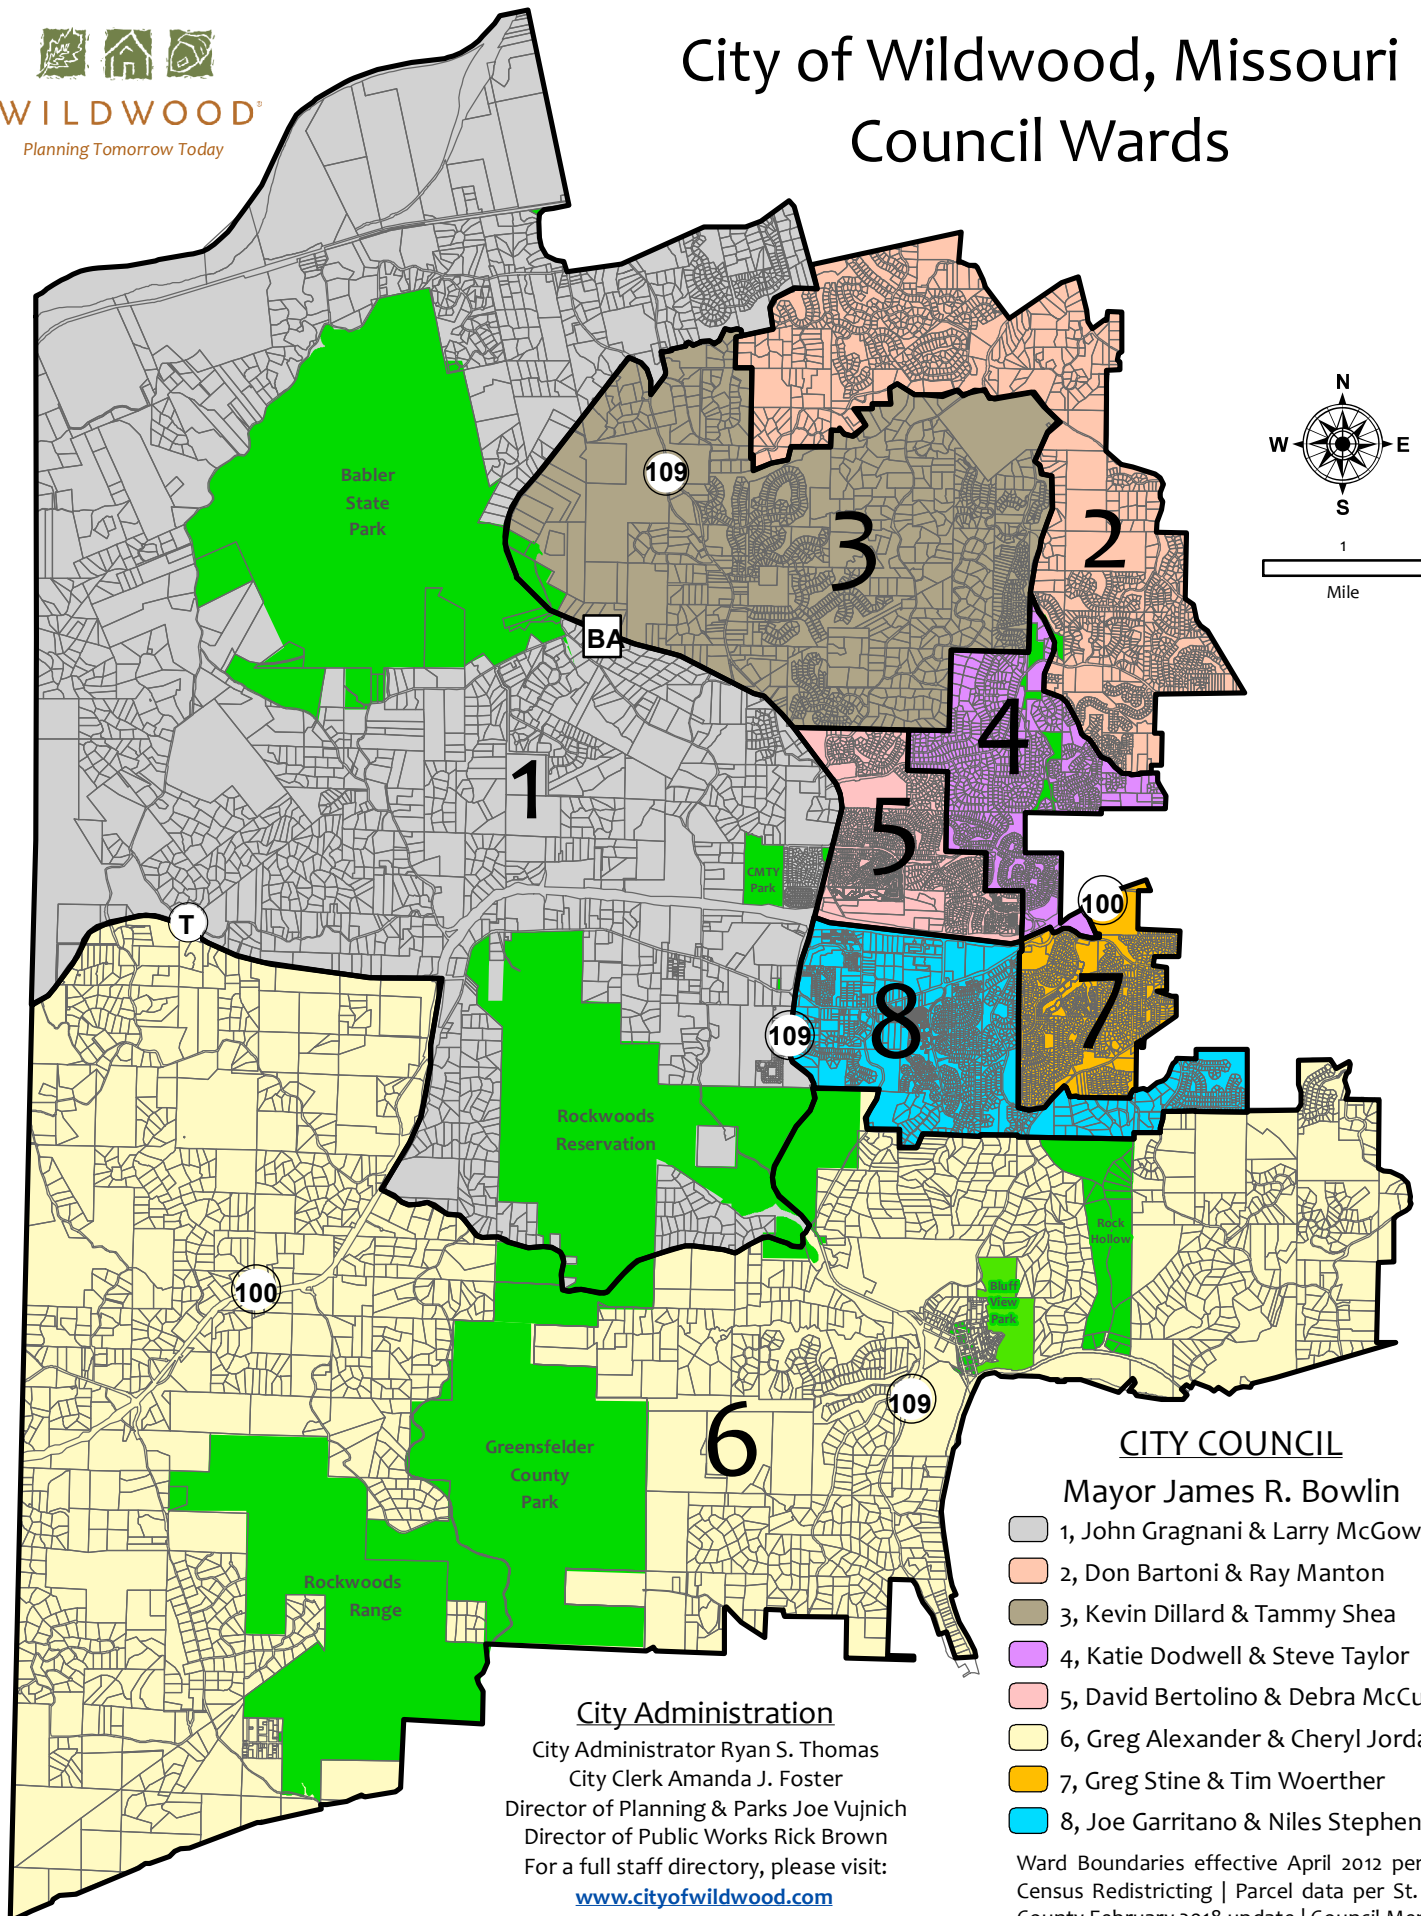 WILDWOOD®
Planning Tomorrow Today
City of Wildwood, Missouri
Council Wards
N
W E
S
1
Mile
Babler
State
Park
109
3
2
BA
4
1
5
CMTY
Park
T
100
7
8
109
Rockwoods
Reservation
Rock
Hollow
100
Bluff
View
Park
109
6
Greensfelder
County
Park
Rockwoods
Range
CITY COUNCIL
Mayor James R. Bowlin
1, John Gragnani & Larry McGow
2, Don Bartoni & Ray Manton
3, Kevin Dillard & Tammy Shea
4, Katie Dodwell & Steve Taylor
5, David Bertolino & Debra McCu
6, Greg Alexander & Cheryl Jorda
7, Greg Stine & Tim Woerther
8, Joe Garritano & Niles Stephen
Ward Boundaries effective April 2012 per
Census Redistricting | Parcel data per St.
County February 2018 update | Council Mem
City Administration
City Administrator Ryan S. Thomas
City Clerk Amanda J. Foster
Director of Planning & Parks Joe Vujnich
Director of Public Works Rick Brown
For a full staff directory, please visit:
www.cityofwildwood.com